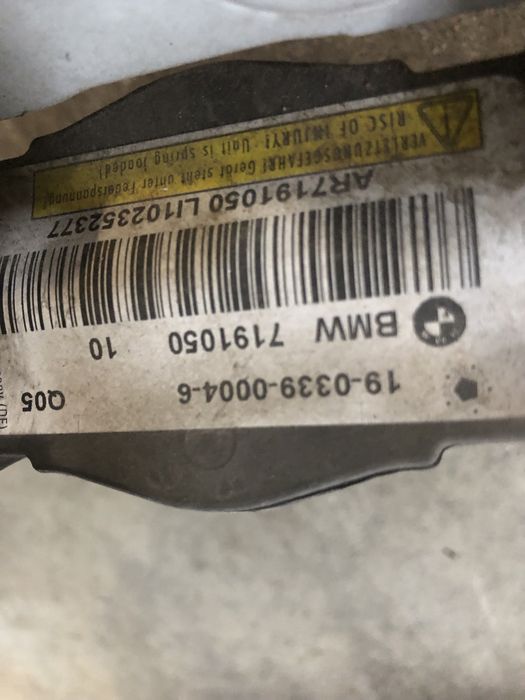 19-0339-0004-6 Q05
BMW 7191050 10
AR7191050 LI1102352377
VERLETZUNGSGEFAHR! Gerät steht unter Federspannung!
RISC OF INJURY! Unit is spring loaded!